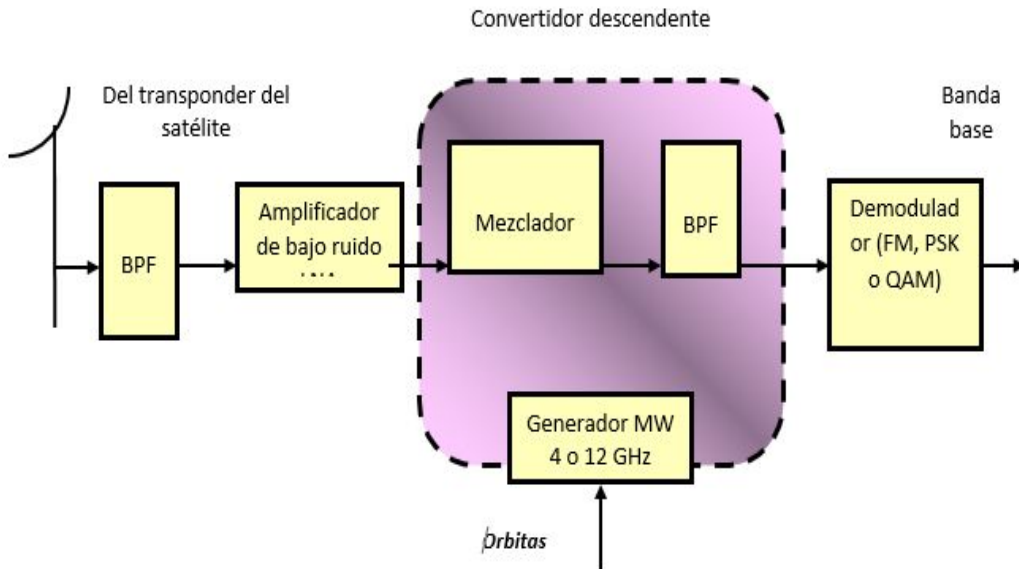 Convertidor descendente
Del transponder del
satélite
Banda
base
BPF
Amplificador
de bajo ruido
Mezclador
BPF
Demodulad
or (FM, PSK
o QAM)
Generador MW
4 o 12 GHz
Orbitas